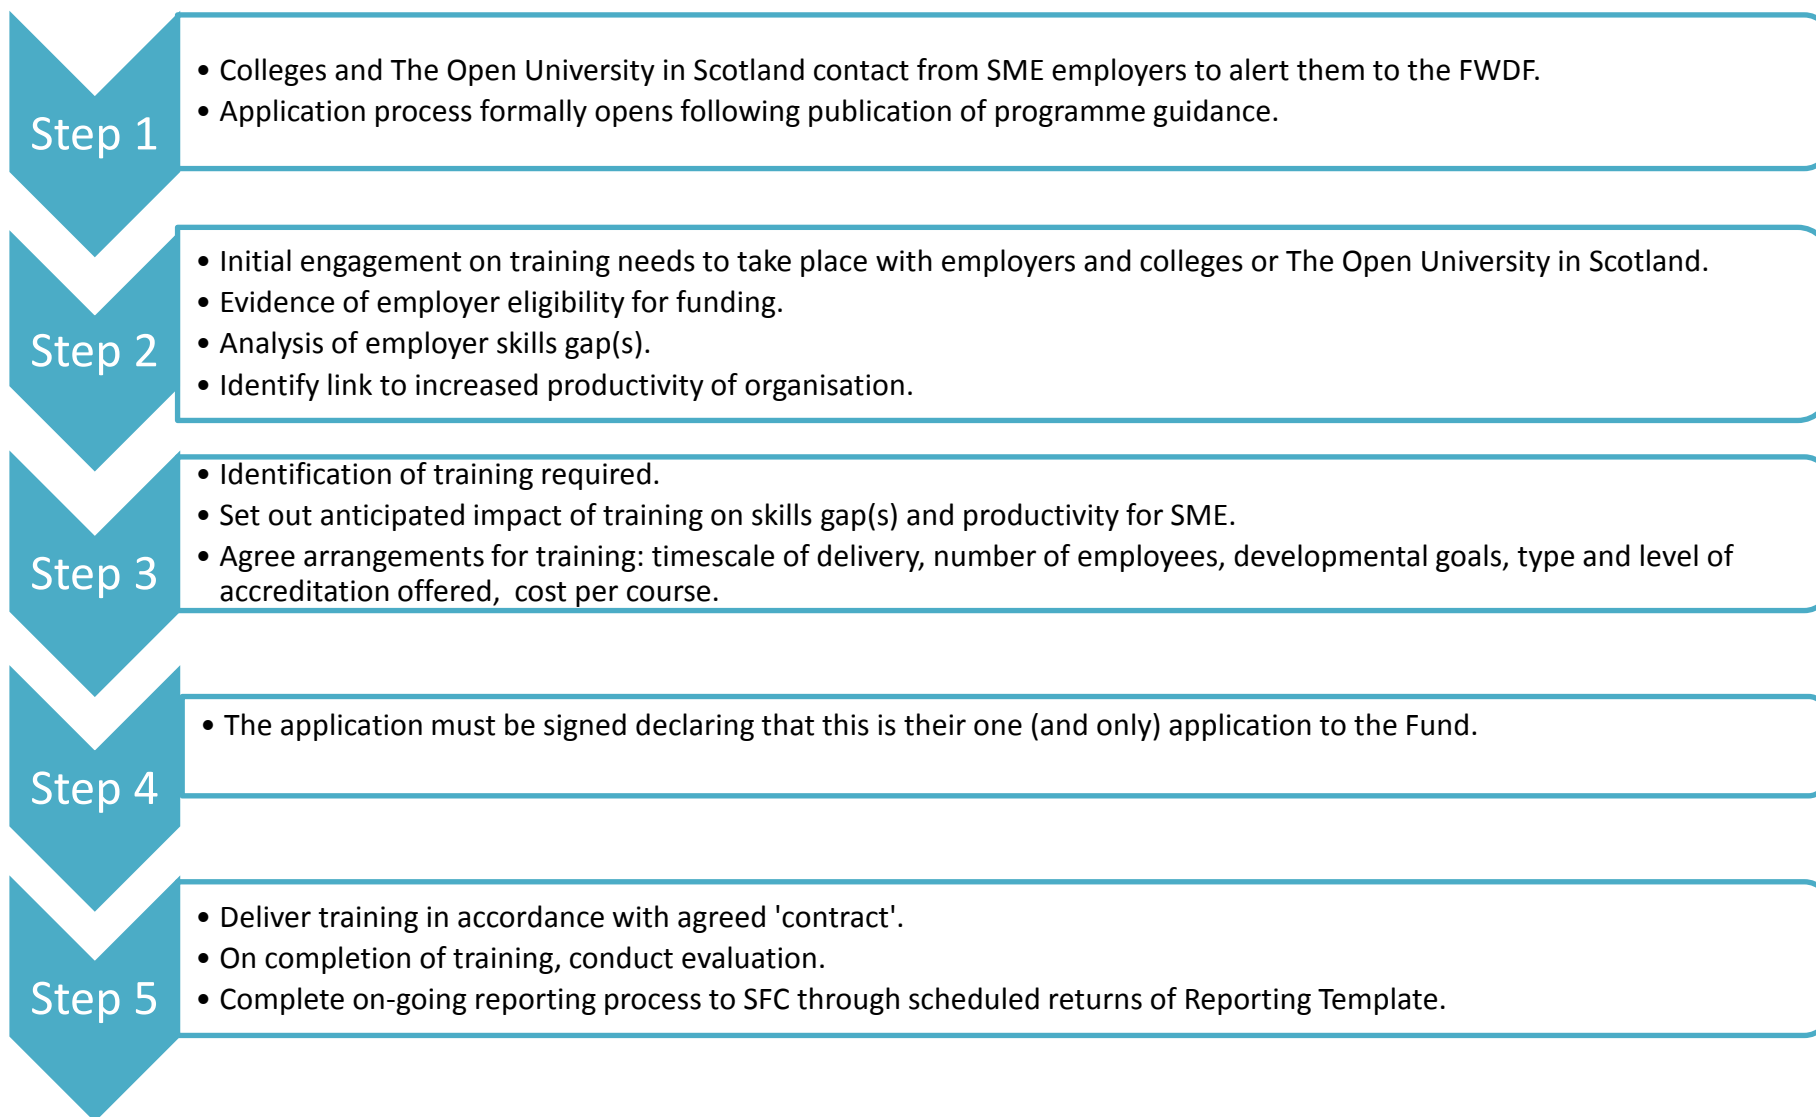 Step 1
• Colleges and The Open University in Scotland contact from SME employers to alert them to the FWDF.
• Application process formally opens following publication of programme guidance.
Step 2
• Initial engagement on training needs to take place with employers and colleges or The Open University in Scotland.
• Evidence of employer eligibility for funding.
• Analysis of employer skills gap(s).
• Identify link to increased productivity of organisation.
Step 3
• Identification of training required.
• Set out anticipated impact of training on skills gap(s) and productivity for SME.
• Agree arrangements for training: timescale of delivery, number of employees, developmental goals, type and level of
accreditation offered,  cost per course.
Step 4
• The application must be signed declaring that this is their one (and only) application to the Fund.
Step 5
• Deliver training in accordance with agreed 'contract'.
• On completion of training, conduct evaluation.
• Complete on-going reporting process to SFC through scheduled returns of Reporting Template.